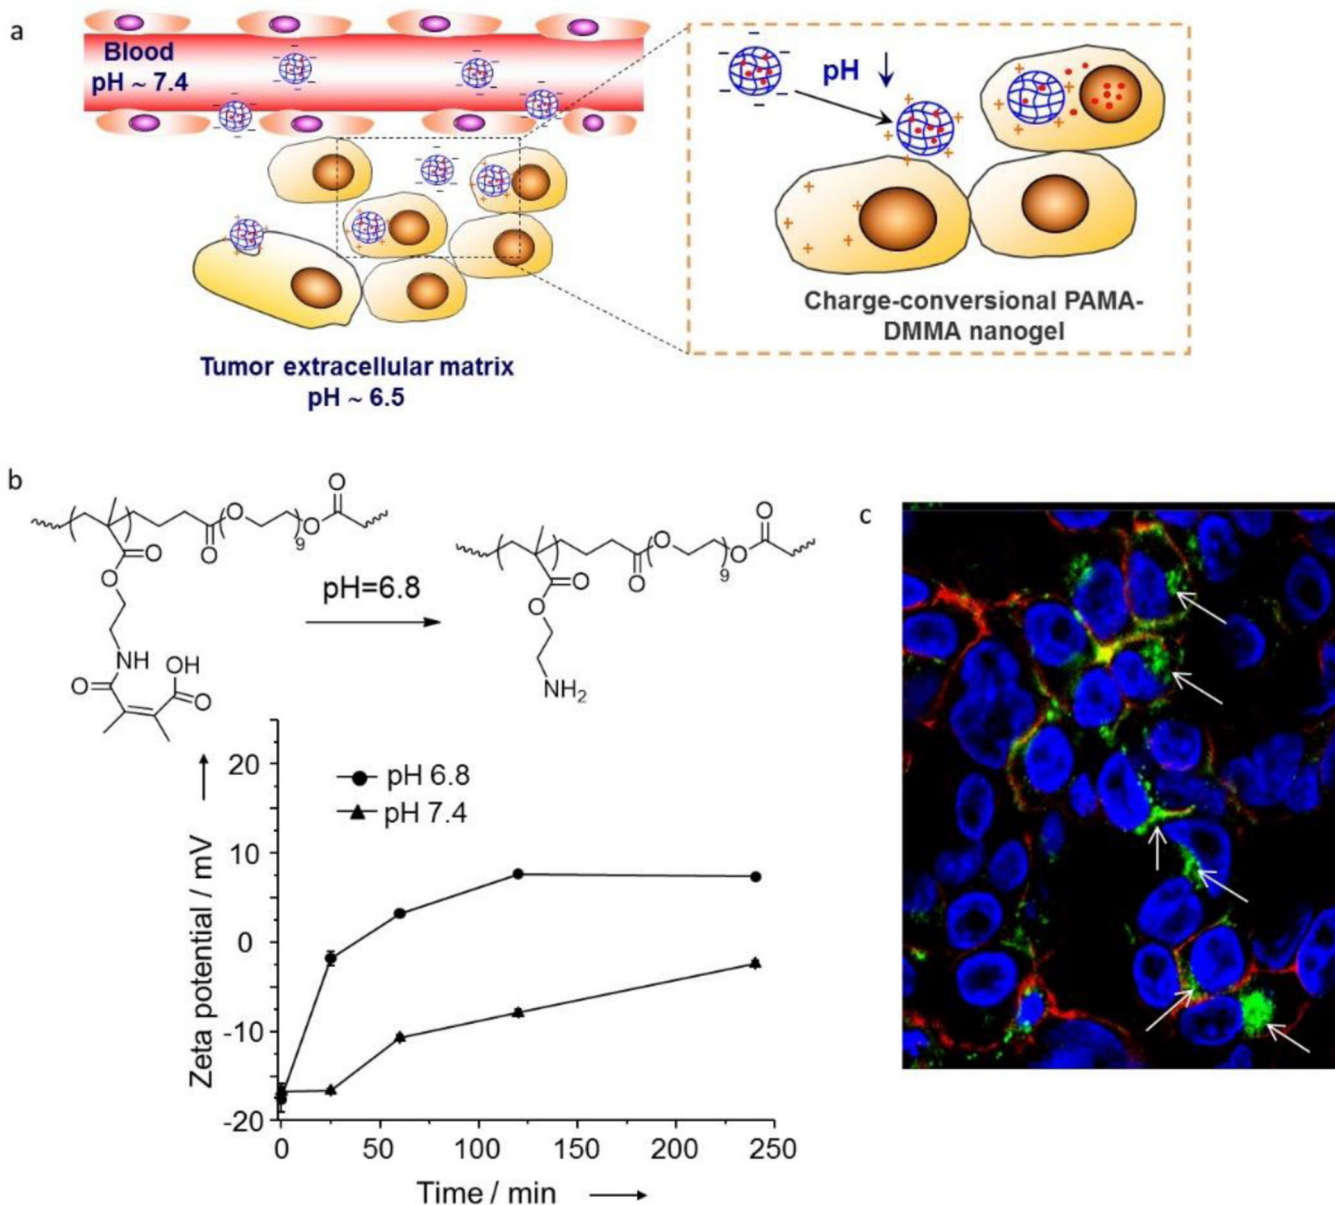 a
Blood
pH ~ 7.4
pH ↓
Charge-conversional PAMA-
DMMA nanogel
Tumor extracellular matrix
pH ~ 6.5
b
O
O
O
O
9
O
O
NH
O
OH
O
pH=6.8
O
O
O
O
9
O
O
NH2
Zeta potential / mV
20
10
0
-10
-20
pH 6.8
pH 7.4
0
50
100
150
200
250
Time / min
c